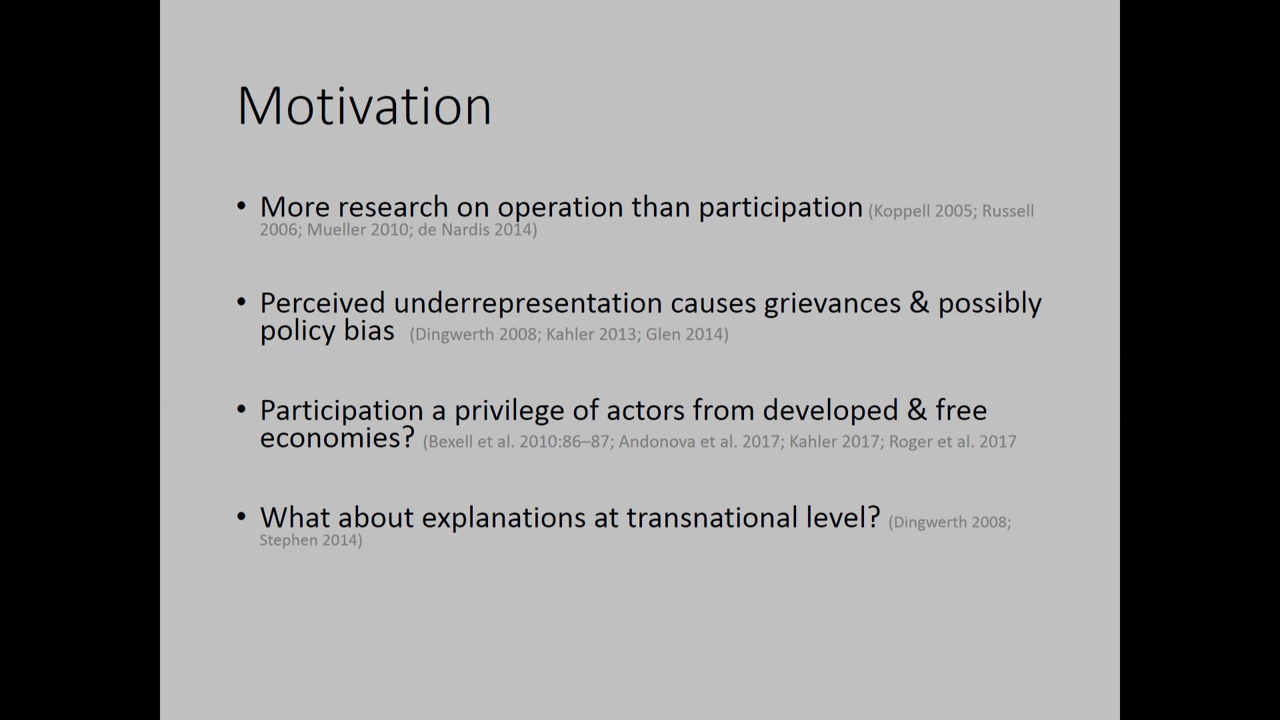 Motivation
• More research on operation than participation (Koppell 2005; Russell
2006; Mueller 2010; de Nardis 2014)
• Perceived underrepresentation causes grievances & possibly
policy bias (Dingwerth 2008; Kahler 2013; Glen 2014)
• Participation a privilege of actors from developed & free
economies? (Bexell et al. 2010:86–87; Andonova et al. 2017; Kahler 2017; Roger et al. 2017
• What about explanations at transnational level? (Dingwerth 2008;
Stephen 2014)